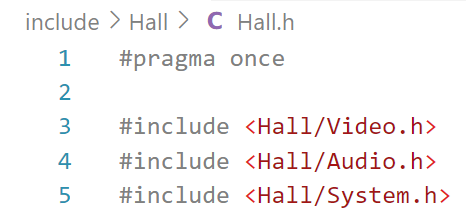 include > Hall > C Hall.h
1 #pragma once
2
3 #include <Hall/Video.h>
4 #include <Hall/Audio.h>
5 #include <Hall/System.h>